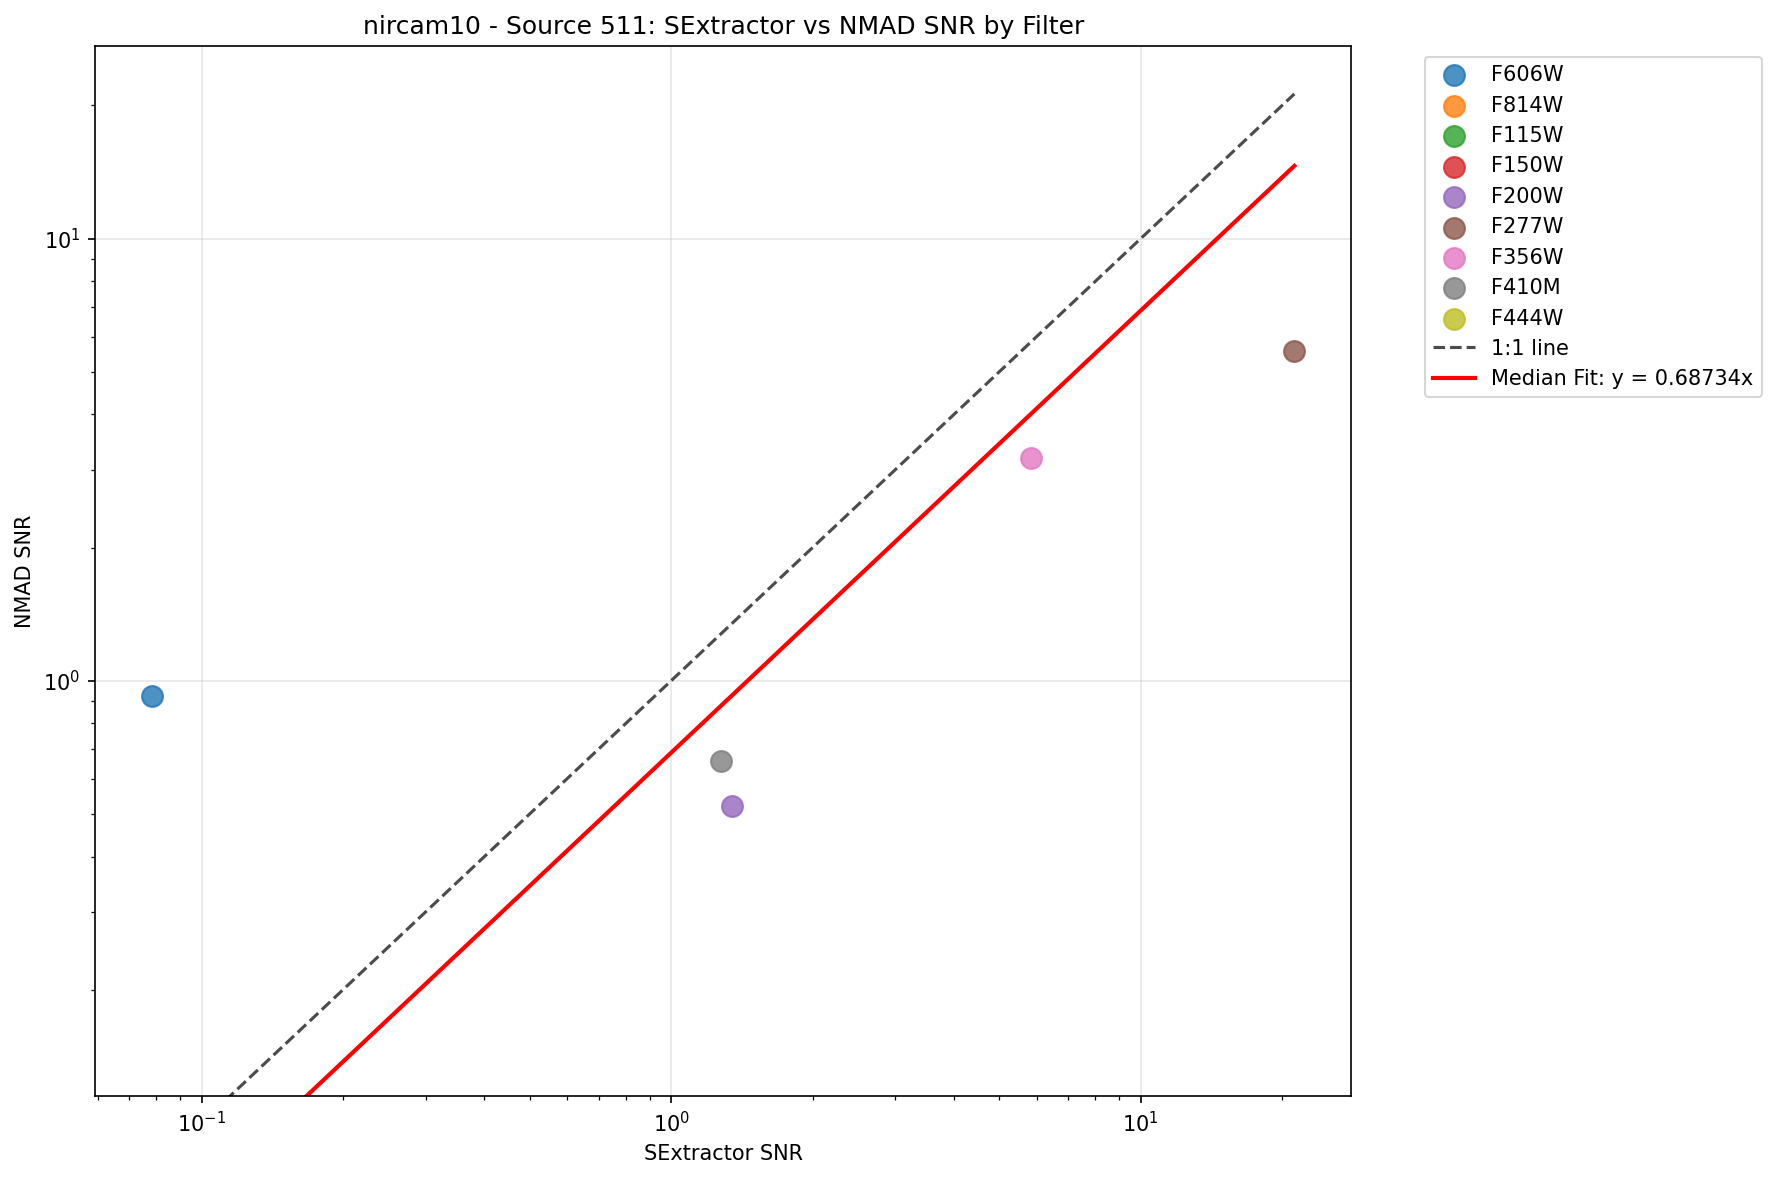 nircam10 - Source 511: SExtractor vs NMAD SNR by Filter
F606W
F814W
F115W
F150W
F200W
F277W
F356W
F410M
F444W
1:1 line
Median Fit: y = 0.68734x
NMAD SNR
10¹
10⁰
10⁻¹
10⁰
10¹
SExtractor SNR